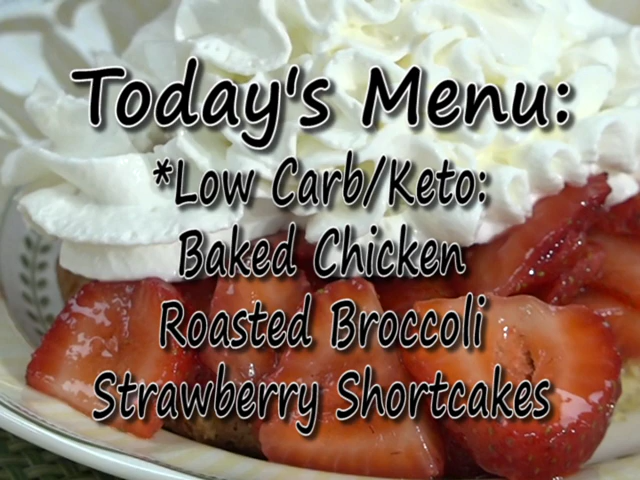 Today's Menu:
*Low Carb/Keto:
Baked Chicken
Roasted Broccoli
Strawberry Shortcakes